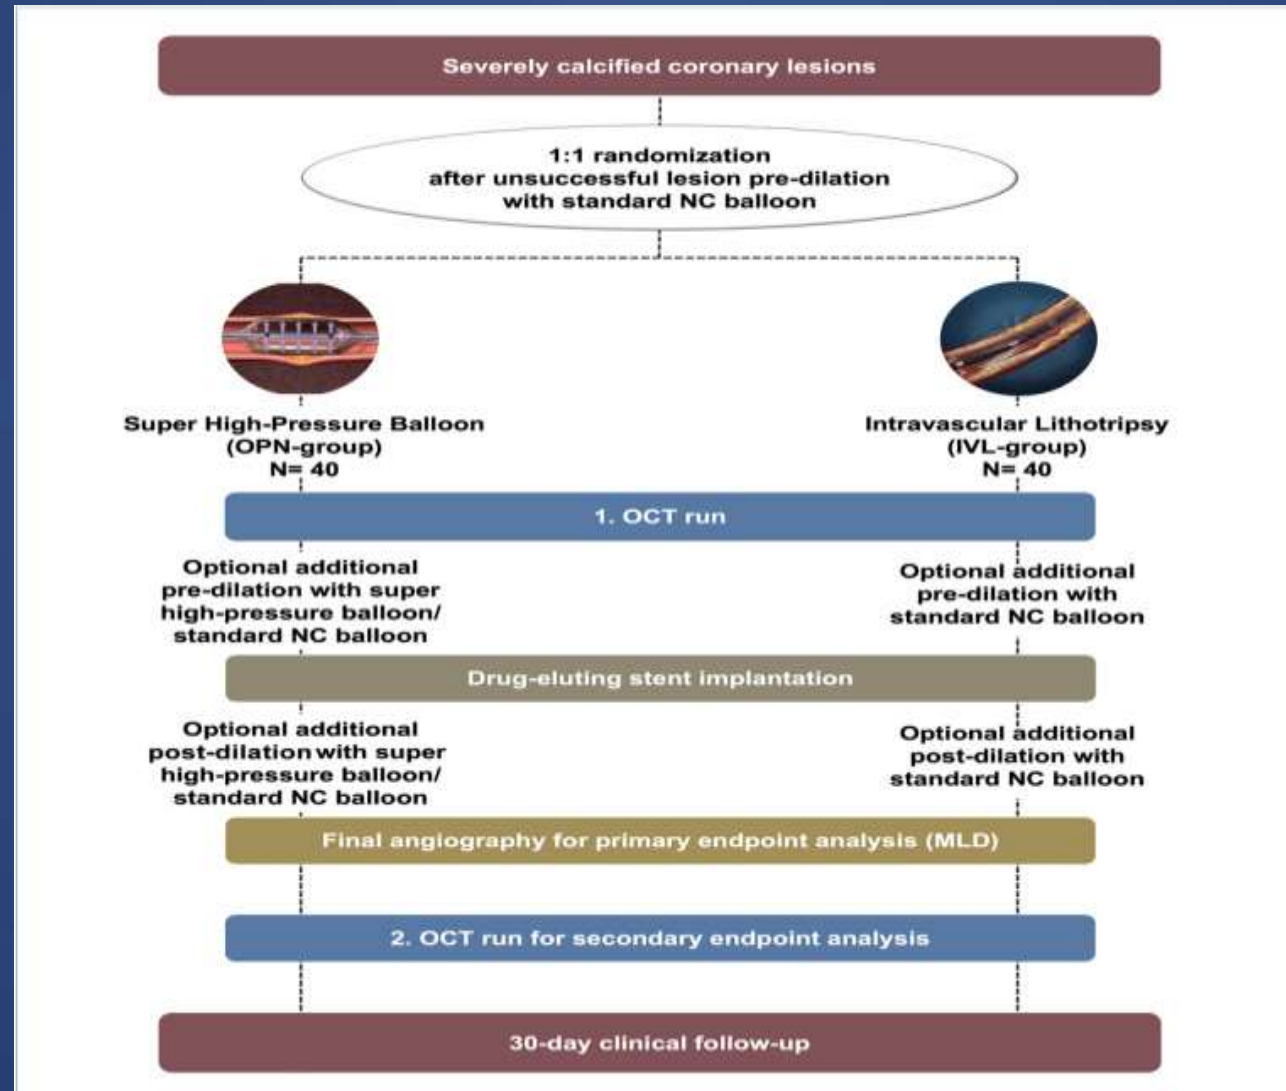 Severely calcified coronary lesions
1:1 randomization
after unsuccessful lesion pre-dilation
with standard NC balloon
Super High-Pressure Balloon
(OPN-group)
N= 40
Intravascular Lithotripsy
(IVL-group)
N= 40
1. OCT run
Optional additional
pre-dilation with super
high-pressure balloon/
standard NC balloon
Optional additional
pre-dilation with
standard NC balloon
Drug-eluting stent implantation
Optional additional
post-dilation with super
high-pressure balloon/
standard NC balloon
Optional additional
post-dilation with
standard NC balloon
Final angiography for primary endpoint analysis (MLD)
2. OCT run for secondary endpoint analysis
30-day clinical follow-up